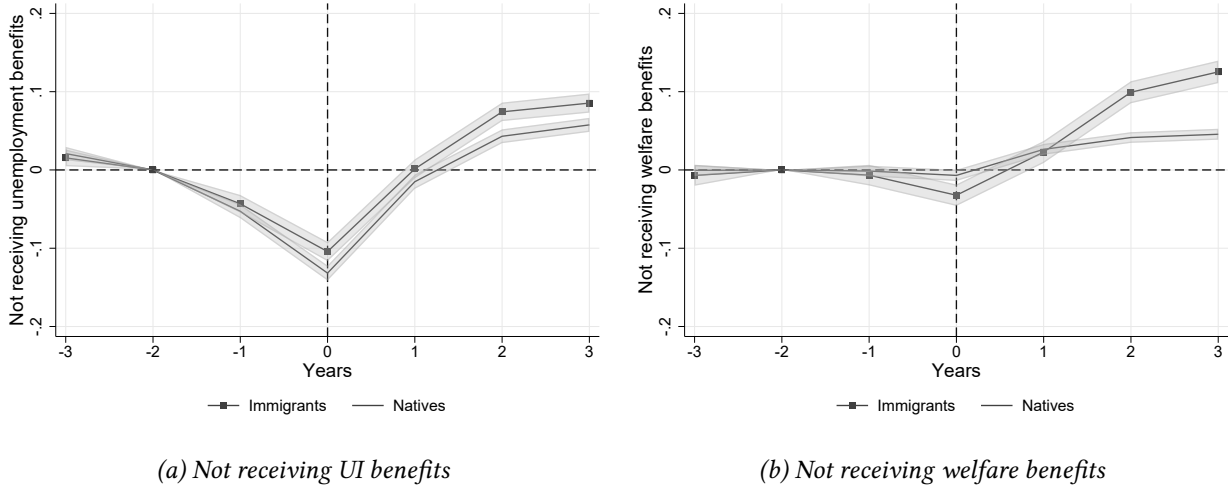 Not receiving unemployment benefits
.2
.1
0
-.1
-.2
-3 -2 -1 0 1 2 3
Years
Immigrants Natives
(a) Not receiving UI benefits
Not receiving welfare benefits
.2
.1
0
-.1
-.2
-3 -2 -1 0 1 2 3
Years
Immigrants Natives
(b) Not receiving welfare benefits